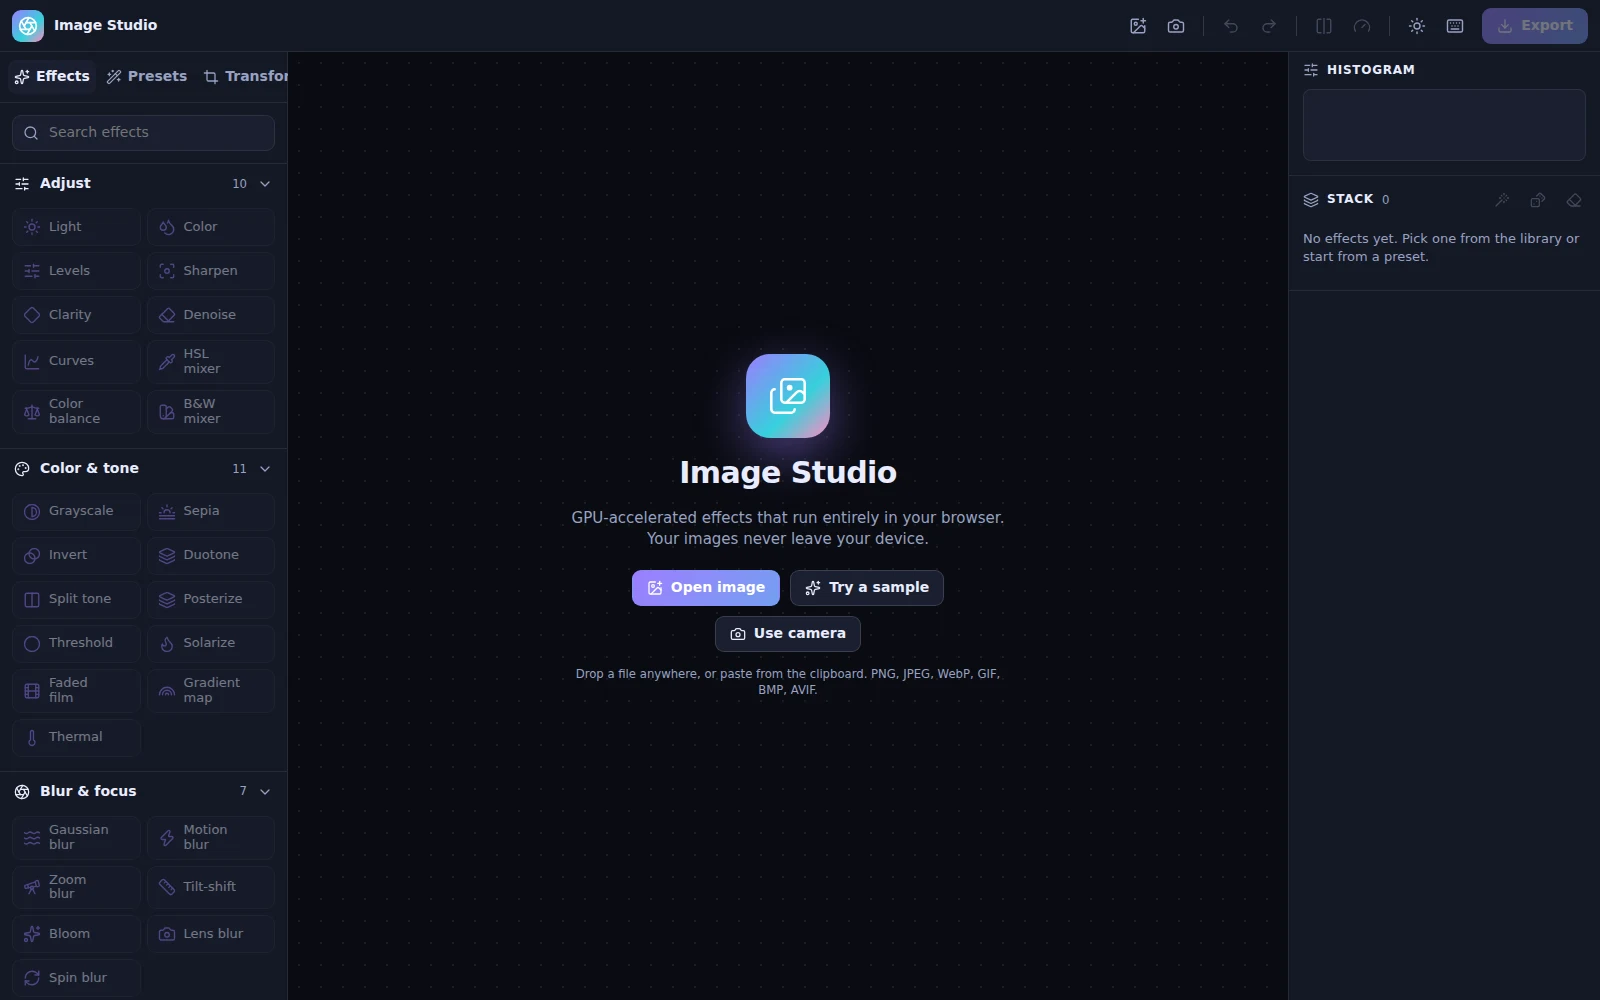 Image Studio
Export
Effects
Presets
Transfor
Search effects
Adjust
10
Light
Color
Levels
Sharpen
Clarity
Denoise
Curves
HSL
mixer
Color
balance
B&W
mixer
Color & tone
11
Grayscale
Sepia
Invert
Duotone
Split tone
Posterize
Threshold
Solarize
Faded
film
Gradient
map
Thermal
Blur & focus
7
Gaussian
blur
Motion
blur
Zoom
blur
Tilt-shift
Bloom
Lens blur
Spin blur
Image Studio
GPU-accelerated effects that run entirely in your browser.
Your images never leave your device.
Open image
Try a sample
Use camera
Drop a file anywhere, or paste from the clipboard. PNG, JPEG, WebP, GIF,
BMP, AVIF.
HISTOGRAM
STACK 0
No effects yet. Pick one from the library or
start from a preset.